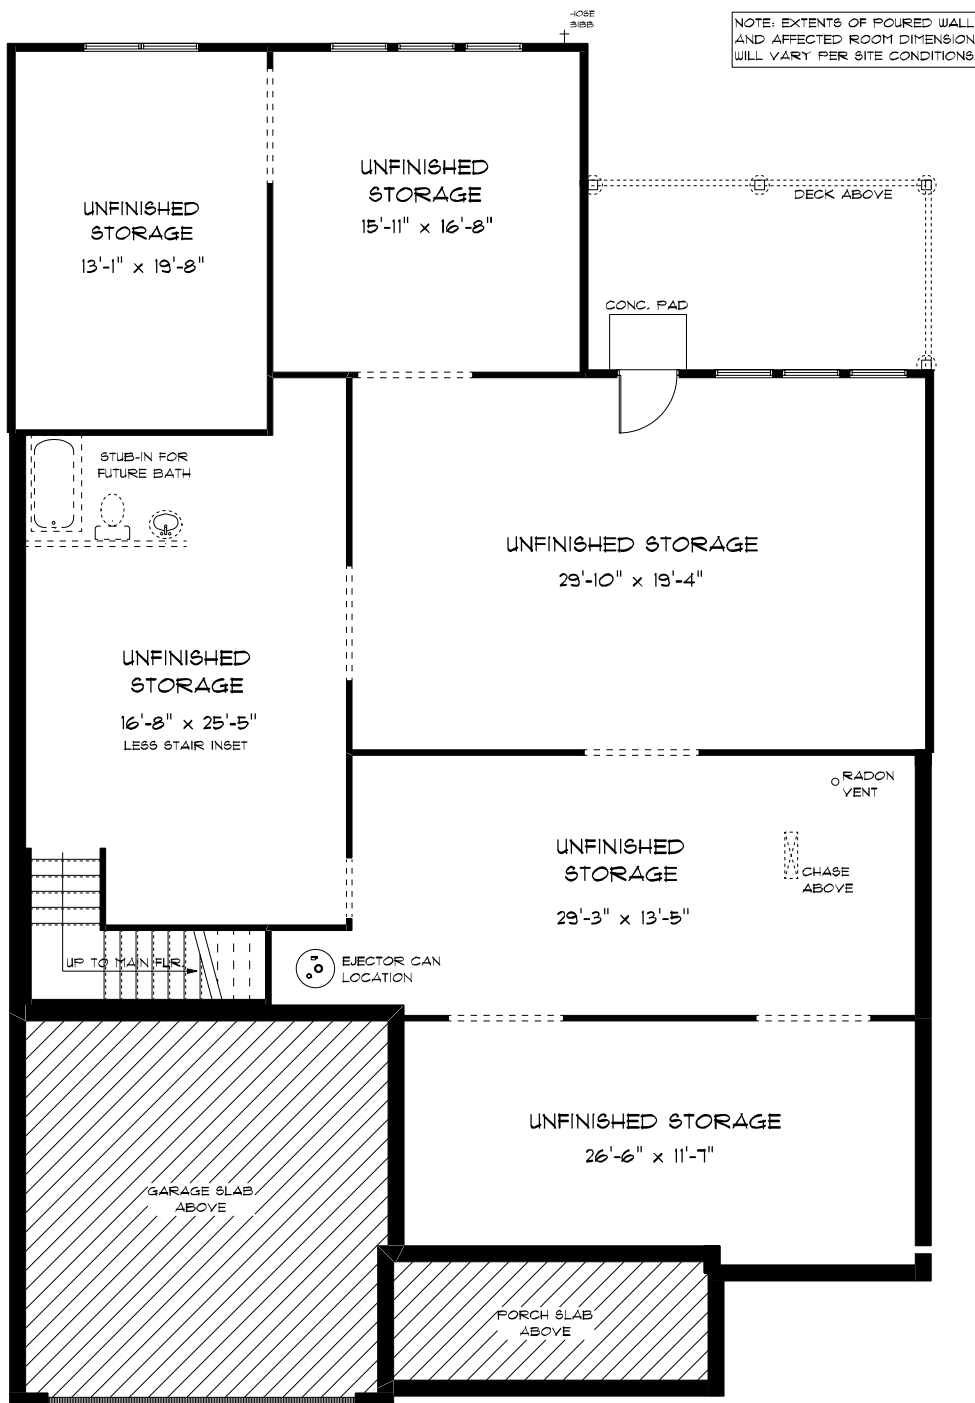 HOSE
BIBB
NOTE: EXTENTS OF POURED WALL
AND AFFECTED ROOM DIMENSION
WILL VARY PER SITE CONDITIONS
UNFINISHED
STORAGE
15'-11" x 16'-8"
DECK ABOVE
UNFINISHED
STORAGE
13'-1" x 19'-8"
CONC. PAD
STUB-IN FOR
FUTURE BATH
UNFINISHED STORAGE
29'-10" x 19'-4"
UNFINISHED
STORAGE
16'-8" x 25'-5"
LESS STAIR INSET
RADON
VENT
UNFINISHED
STORAGE
29'-3" x 13'-5"
CHASE
ABOVE
UP TO MAIN FLR.
EJECTOR CAN
LOCATION
UNFINISHED STORAGE
26'-6" x 11'-7"
GARAGE SLAB
ABOVE
PORCH SLAB
ABOVE